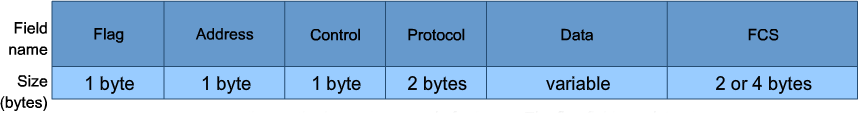 Field name Flag Address Control Protocol Data FCS
Size (bytes) 1 byte 1 byte 1 byte 2 bytes variable 2 or 4 bytes